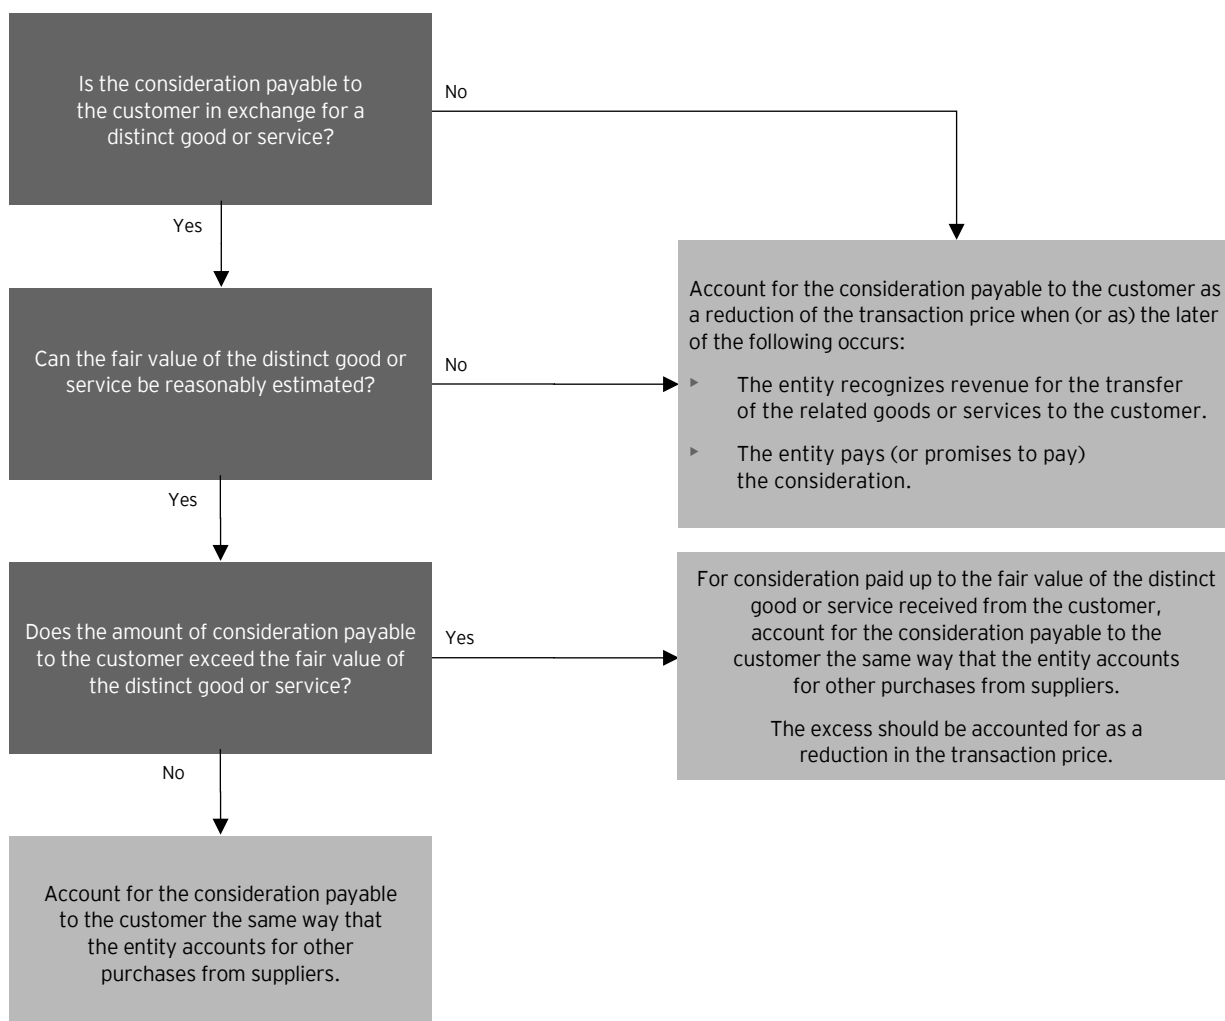 Is the consideration payable to
the customer in exchange for a
distinct good or service?
No
Yes
Account for the consideration payable to the customer as
a reduction of the transaction price when (or as) the later
of the following occurs:
▸ The entity recognizes revenue for the transfer
of the related goods or services to the customer.
▸ The entity pays (or promises to pay)
the consideration.
Can the fair value of the distinct good or
service be reasonably estimated?
No
Yes
Does the amount of consideration payable
to the customer exceed the fair value of
the distinct good or service?
Yes
For consideration paid up to the fair value of the distinct
good or service received from the customer,
account for the consideration payable to the
customer the same way that the entity accounts
for other purchases from suppliers.
The excess should be accounted for as a
reduction in the transaction price.
No
Account for the consideration payable
to the customer the same way that
the entity accounts for other
purchases from suppliers.